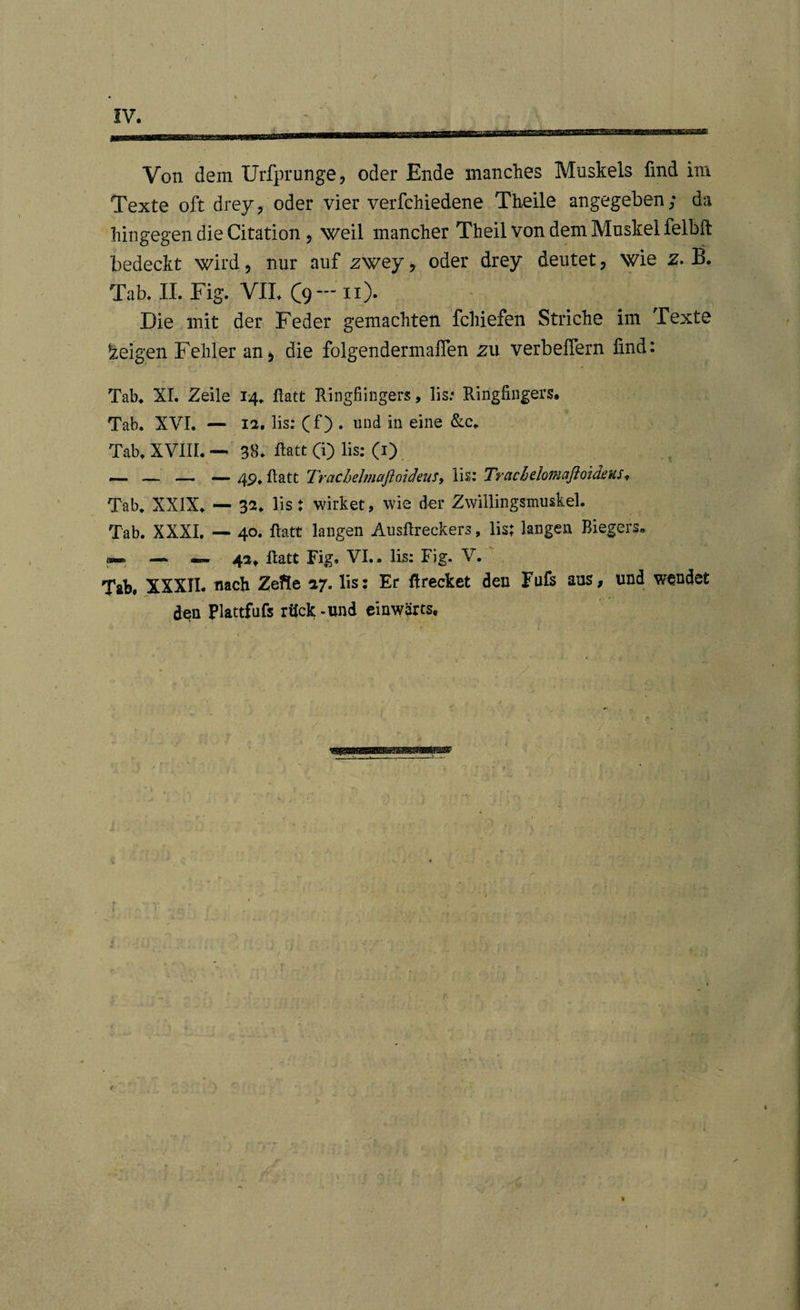 IV.
Von dem Urſprunge, oder Ende manches Muskels ſind im
Texte oft drey, oder vier verſchiedene Theile angegeben; da
hingegen die Citation, weil mancher Theil von dem Muskel ſelbſt
bedeckt wird, nur auf zwey, oder drey deutet, wie z. B.
Tab. II. Fig. VII. (9 --- 11).
Die mit der Feder gemachten ſchiefen Striche im Texte
zeigen Fehler an, die folgendermaſſen zu verbeſſern ſind:
Tab. XI. Zeile 14. ſtatt Ringfiingers, lis: Ringfingers.
Tab. XVI. — 12. lis: (f) . und in eine &c.
Tab. XVIII. — 38. ſtatt (i) lis: (1)
— — — — 49. ſtatt Trachelmaſtoideus, lis: Trachelomaſtoideus.
Tab. XXIX. — 32. lis: wirket, wie der Zwillingsmuskel.
Tab. XXXI. — 40. ſtatt langen Ausſtreckers, lis: langen Biegers.
— — — 42. ſtatt Fig. VI.. lis: Fig. V.
Tab. XXXII. nach Zeile 27. lis: Er ſtrecket den Fuſs aus, und wendet
den Plattfuſs rück-und einwärts.